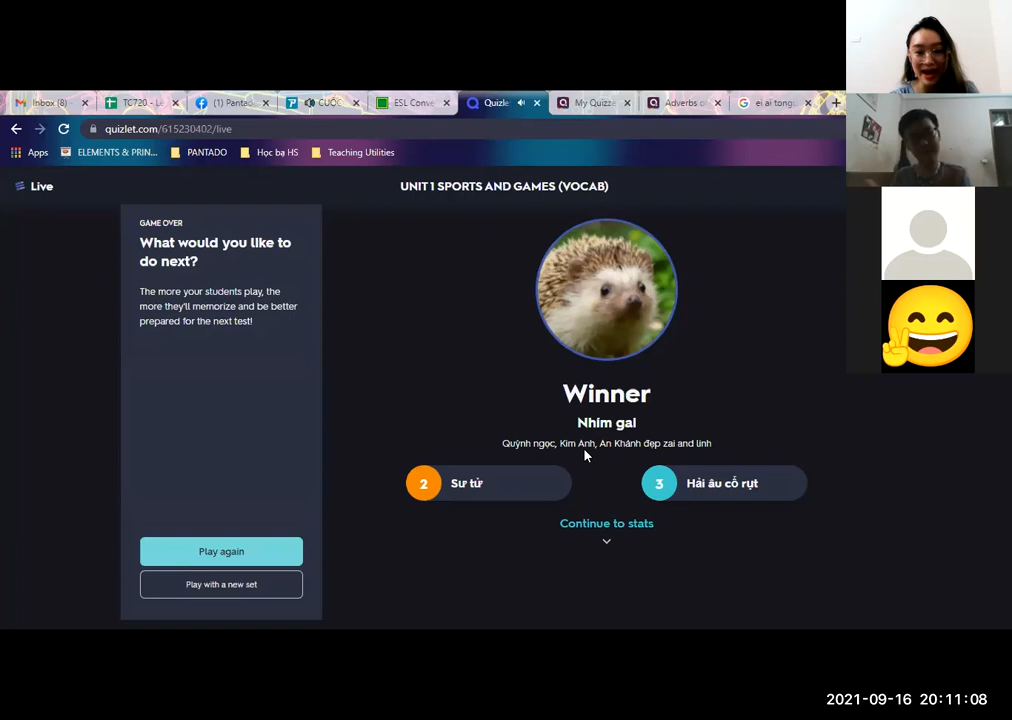 Inbox (8) -
TC720 - Le
(1) Pantad
CUỘC
ESL Conve
Quizle
My Quizze
Adverbs o
ei ai tong
quizlet.com/615230402/live
Apps
ELEMENTS & PRIN...
PANTADO
Học bạ HS
Teaching Utilities
Live
UNIT 1 SPORTS AND GAMES (VOCAB)
GAME OVER
What would you like to
do next?
The more your students play, the
more they'll memorize and be better
prepared for the next test!
Winner
Nhím gai
Quỳnh ngọc, Kim Anh, An Khánh đẹp zai and linh
2 Sư tử
3 Hải âu cổ rụt
Continue to stats
Play again
Play with a new set
2021-09-16 20:11:08